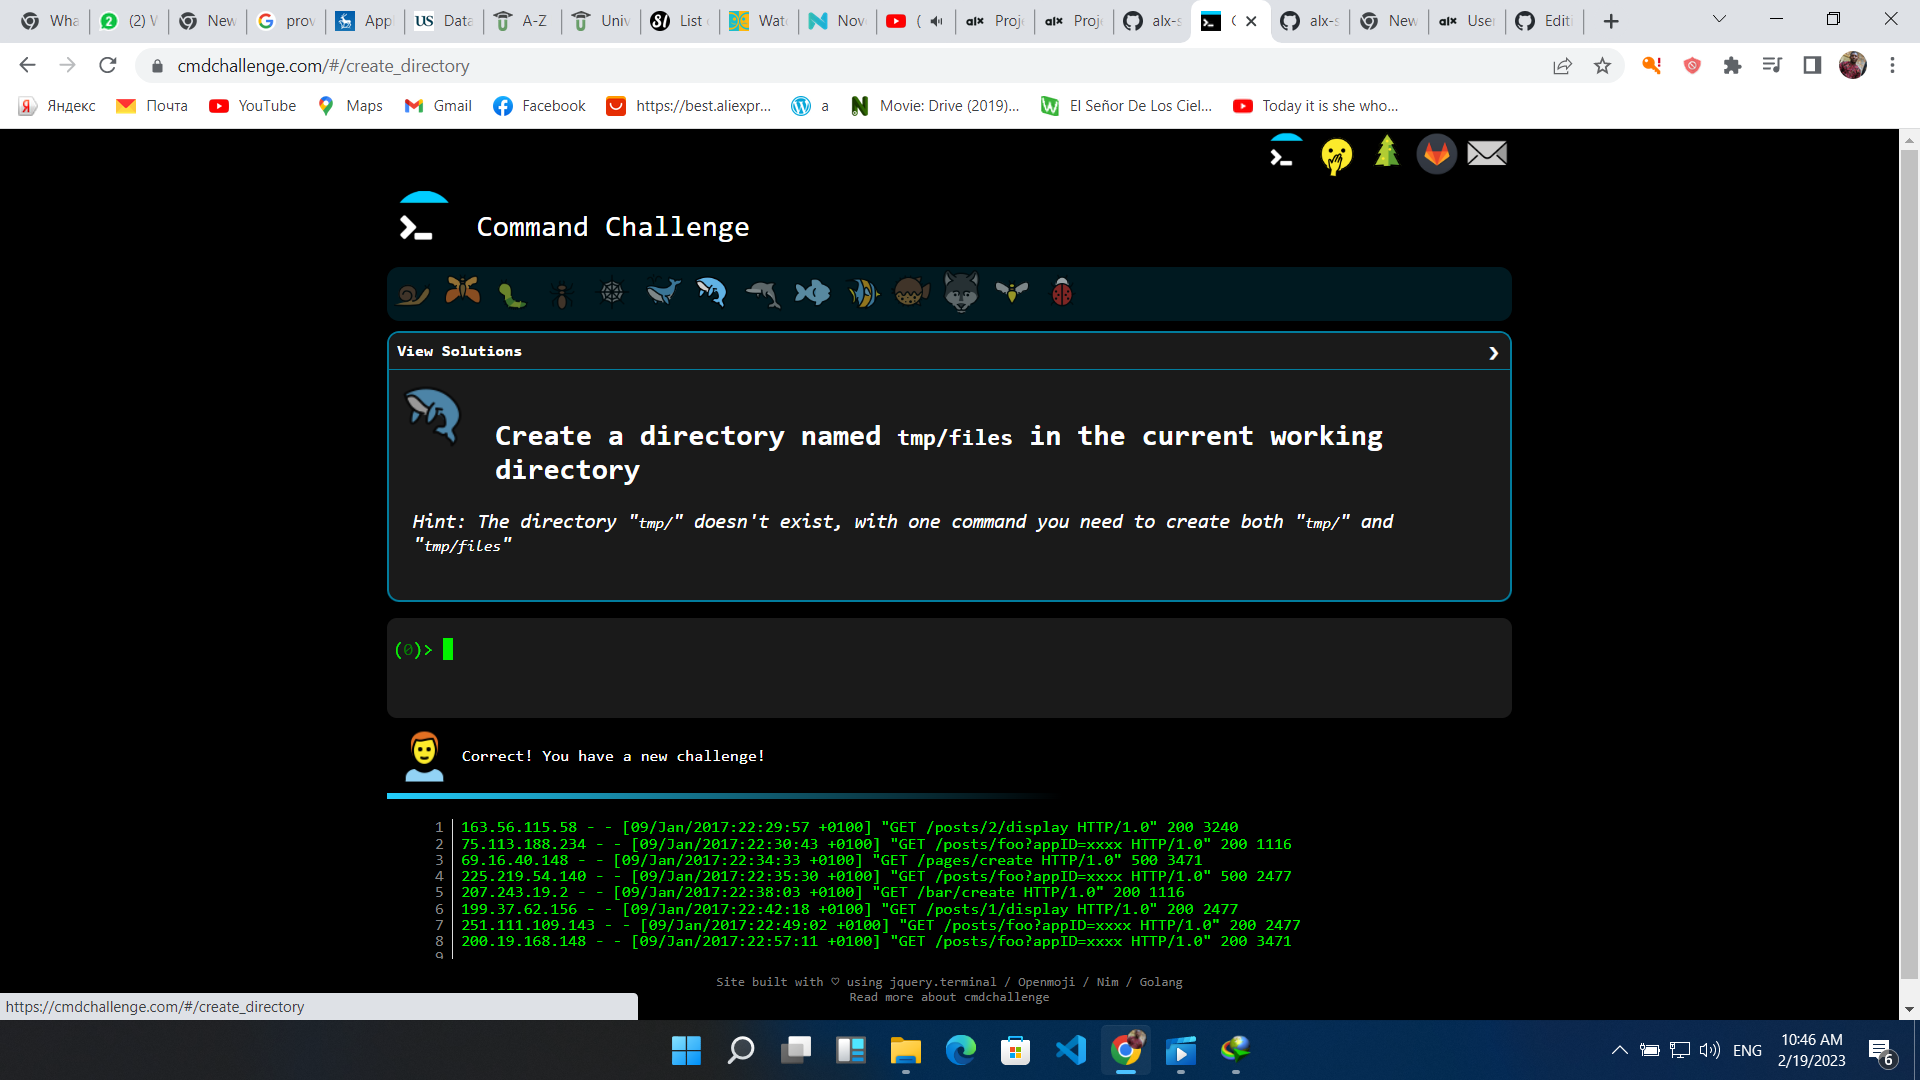 Wha
(2) W
New
prov
App
Data
A-Z
Univ
List
Wato
Nov
(
Proje
Proje
alx-s
C
alx-s
New
User
Editi
cmdchallenge.com/#/create_directory
Яндекс
Почта
YouTube
Maps
Gmail
Facebook
https://best.aliexpr...
a
Movie: Drive (2019)...
El Señor De Los Ciel...
Today it is she who...
Command Challenge
View Solutions
Create a directory named tmp/files in the current working
directory
Hint: The directory "tmp/" doesn't exist, with one command you need to create both "tmp/" and
"tmp/files"
(0)>
Correct! You have a new challenge!
1 163.56.115.58 - - [09/Jan/2017:22:29:57 +0100] "GET /posts/2/display HTTP/1.0" 200 3240
2 75.113.188.234 - - [09/Jan/2017:22:30:43 +0100] "GET /posts/foo?appID=xxxx HTTP/1.0" 200 1116
3 69.16.40.148 - - [09/Jan/2017:22:34:33 +0100] "GET /pages/create HTTP/1.0" 500 3471
4 225.219.54.140 - - [09/Jan/2017:22:35:30 +0100] "GET /posts/foo?appID=xxxx HTTP/1.0" 500 2477
5 207.243.19.2 - - [09/Jan/2017:22:38:03 +0100] "GET /bar/create HTTP/1.0" 200 1116
6 199.37.62.156 - - [09/Jan/2017:22:42:18 +0100] "GET /posts/1/display HTTP/1.0" 200 2477
7 251.111.109.143 - - [09/Jan/2017:22:49:02 +0100] "GET /posts/foo?appID=xxxx HTTP/1.0" 200 2477
8 200.19.168.148 - - [09/Jan/2017:22:57:11 +0100] "GET /posts/foo?appID=xxxx HTTP/1.0" 200 3471
9
Site built with ♡ using jquery.terminal / Openmoji / Nim / Golang
Read more about cmdchallenge
https://cmdchallenge.com/#/create_directory
ENG
10:46 AM
2/19/2023
6